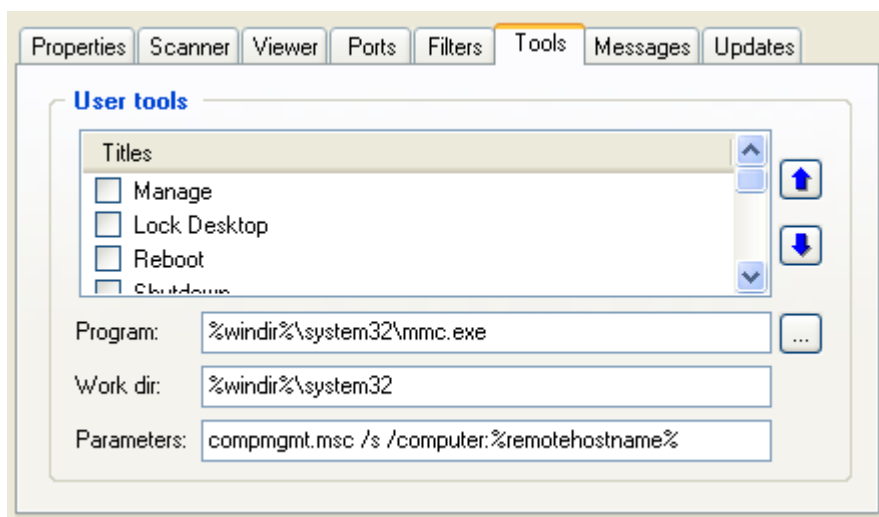 Properties Scanner Viewer Ports Filters Tools Messages Updates
User tools
Titles
Manage
Lock Desktop
Reboot
Shutdown
Program: %windir%\system32\mmc.exe ...
Work dir: %windir%\system32
Parameters: compmgmt.msc /s /computer:%remotehostname%